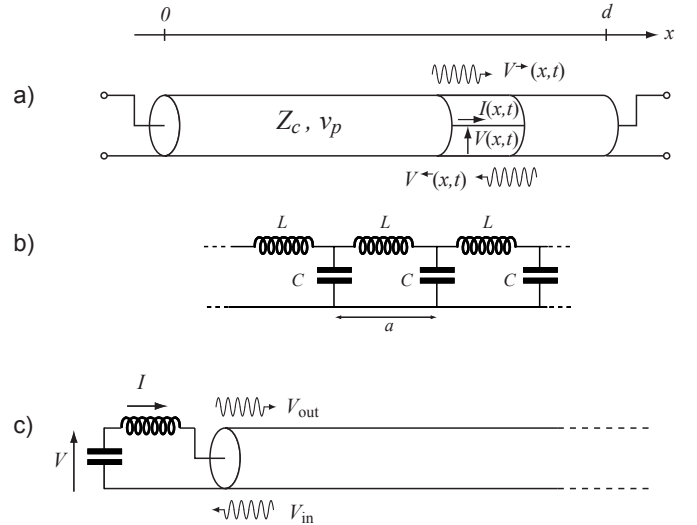 0 d
x
V→(x,t)
a)
Z_c , v_p
I(x,t)
V(x,t)
V←(x,t)
b)
L L L
C C C
a
c)
I
V_out
V
V_in